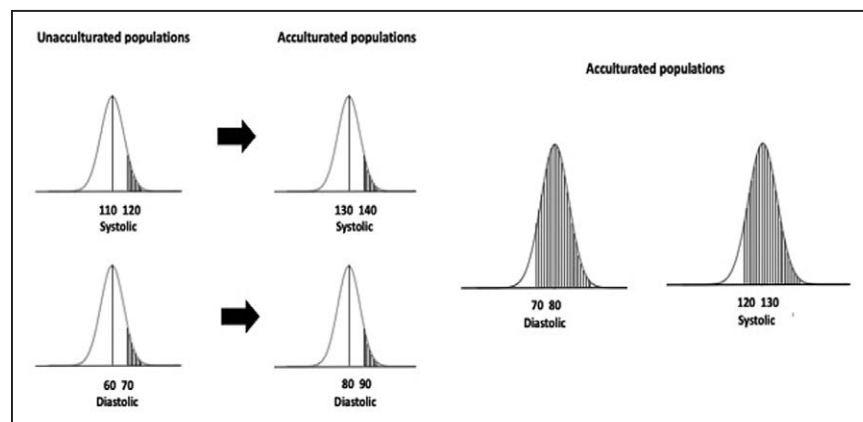 Unacculturated populations
Acculturated populations
110 120
Systolic
130 140
Systolic
60 70
Diastolic
80 90
Diastolic
Acculturated populations
70 80
Diastolic
120 130
Systolic